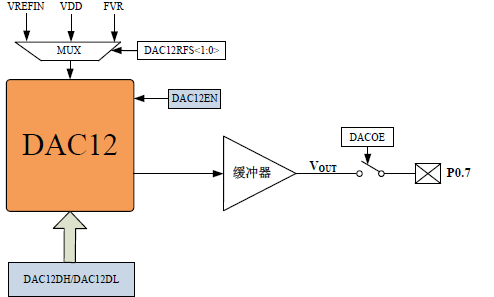 VREFIN VDD FVR
MUX
DAC12RFS<1:0>
DAC12EN
DAC12
DACOE
缓冲器
VOUT
P0.7
DAC12DH/DAC12DL